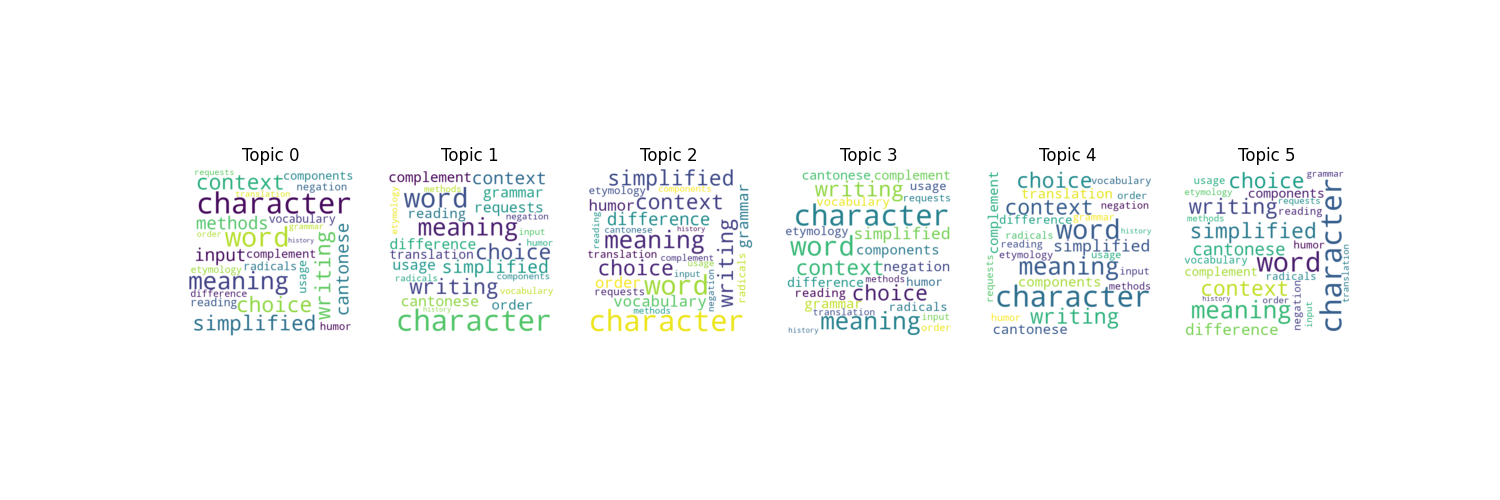 Topic 0
requests
context components
negation
translation
character
methods vocabulary
grammar
order word history
input complement
etymology radicals
usage
meaning
difference
reading choice
writing
cantonese
simplified humor
Topic 1
complement context
etymology
methods
word grammar
reading requests
negation
meaning input
difference humor
translation choice
usage simplified
radicals components
writing vocabulary
cantonese order
history
character
Topic 2
simplified
etymology components
humor context
reading
difference
cantonese history
meaning
grammar
translation complement usage
choice input
order word
requests
negation
writing
radicals
vocabulary
methods
character
Topic 3
cantonese complement
writing usage
vocabulary requests
character
etymology simplified
word components
context negation
difference methods humor
reading choice
grammar radicals
translation
meaning input
history order
Topic 4
complement
choice vocabulary
translation order
context negation
difference grammar
word history
radicals
reading simplified
etymology usage
meaning input
requests
components methods
character
humor writing
cantonese
Topic 5
usage choice grammar
etymology components
writing requests
reading
methods
simplified
cantonese humor
vocabulary word
complement radicals
context
history order
negation
input
meaning
difference
character
translation